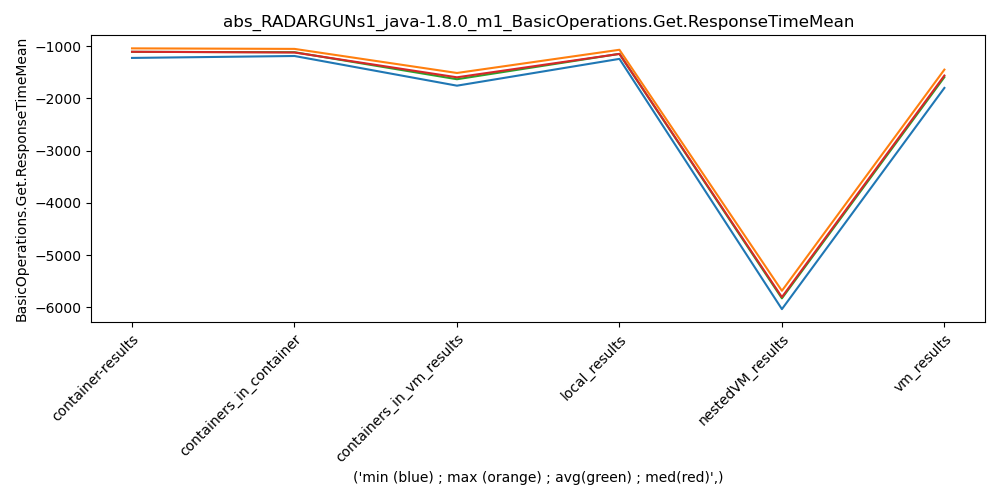 abs_RADARGUNs1_java-1.8.0_m1_BasicOperations.Get.ResponseTimeMean
BasicOperations.Get.ResponseTimeMean
−1000
−2000
−3000
−4000
−5000
−6000
container-results
containers_in_container
containers_in_vm_results
local_results
nestedVM_results
vm_results
('min (blue) ; max (orange) ; avg(green) ; med(red)',)